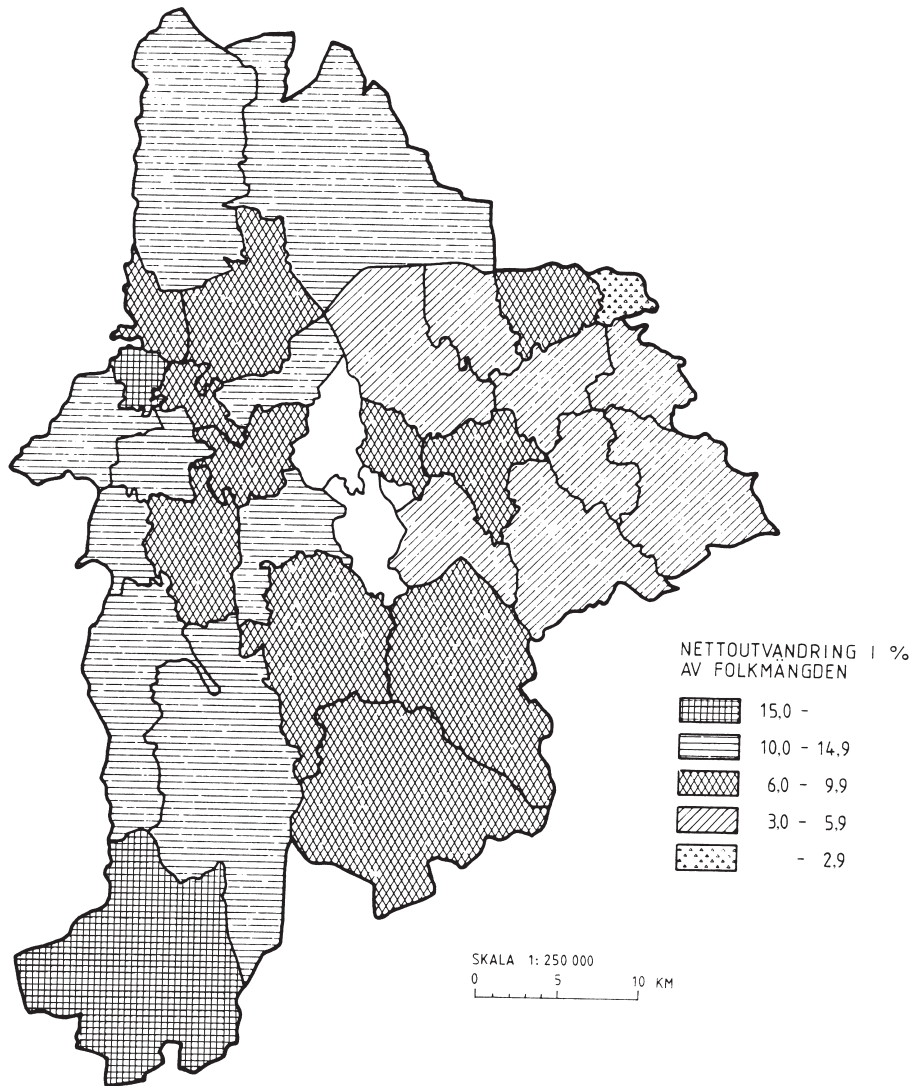 NETTOUTVANDRING I %
AV FOLKMÄNGDEN
15,0 -
10,0 - 14,9
6.0 - 9,9
3.0 - 5.9
- 2.9
SKALA 1: 250 000
0 5 10 KM